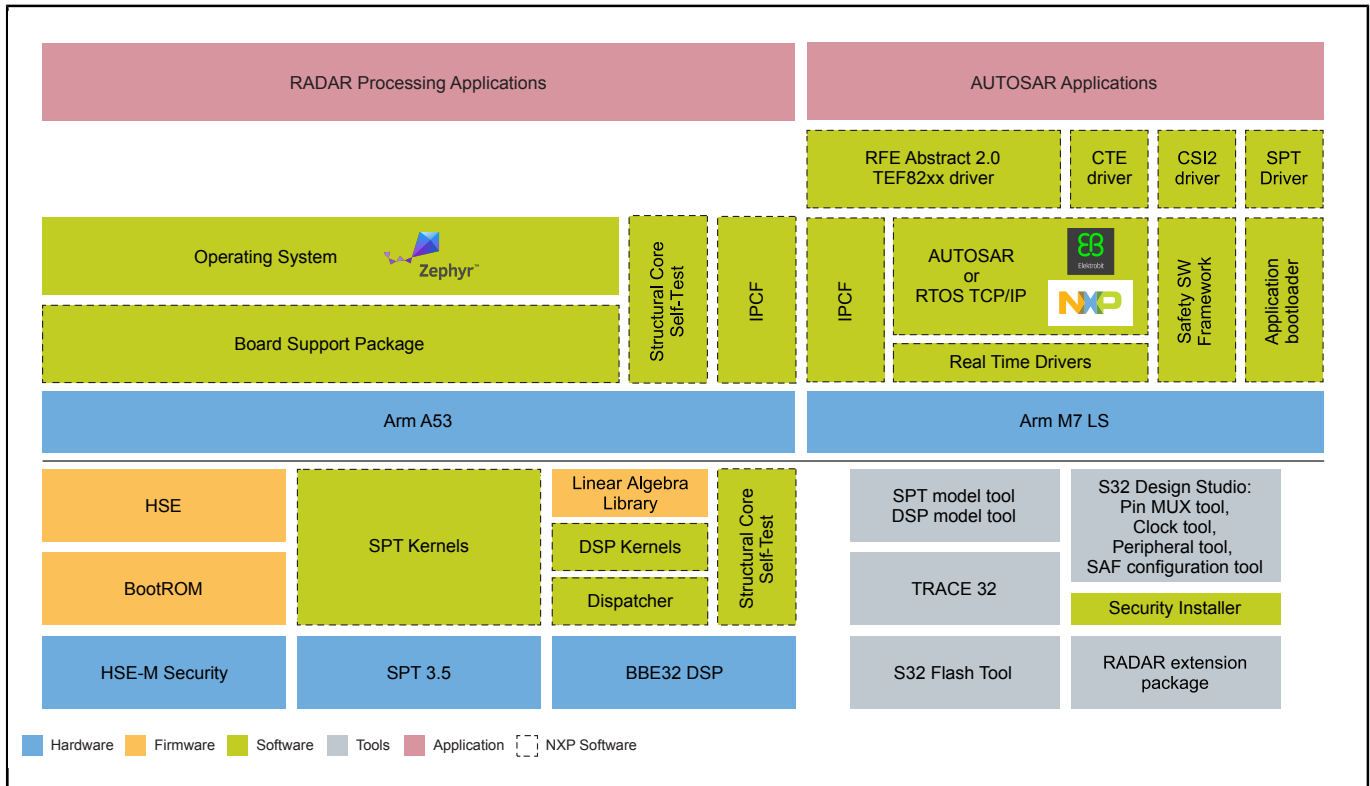 RADAR Processing Applications
AUTOSAR Applications
RFE Abstract 2.0
TEF82xx driver
CTE
driver
CSI2
driver
SPT
Driver
Operating System
Zephyr™
Board Support Package
Structural Core
Self-Test
IPCF
IPCF
AUTOSAR
or
RTOS TCP/IP
EB
Elektrobit
NXP
Real Time Drivers
Safety SW
Framework
Application
bootloader
Arm A53
Arm M7 LS
HSE
BootROM
HSE-M Security
SPT Kernels
SPT 3.5
Linear Algebra
Library
DSP Kernels
Dispatcher
Structural Core
Self-Test
BBE32 DSP
SPT model tool
DSP model tool
TRACE 32
S32 Flash Tool
S32 Design Studio:
Pin MUX tool,
Clock tool,
Peripheral tool,
SAF configuration tool
Security Installer
RADAR extension
package
Hardware
Firmware
Software
Tools
Application
NXP Software